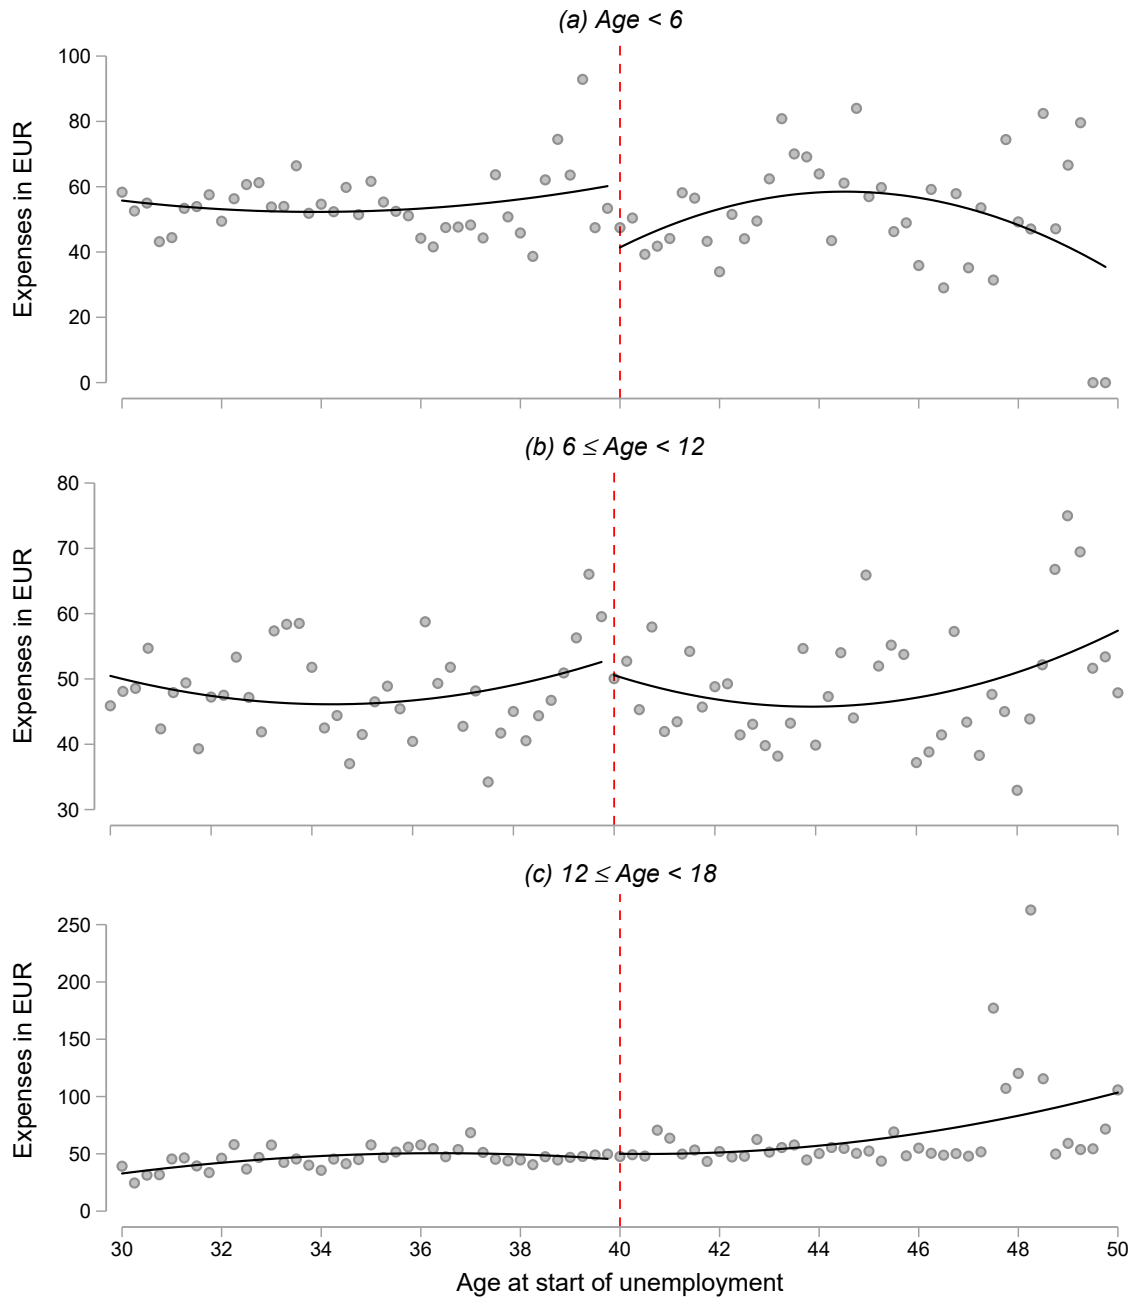 (a) Age < 6
100
80
60
40
20
0
Expenses in EUR
(b) 6 ≤ Age < 12
80
70
60
50
40
30
Expenses in EUR
(c) 12 ≤ Age < 18
250
200
150
100
50
0
Expenses in EUR
30 32 34 36 38 40 42 44 46 48 50
Age at start of unemployment